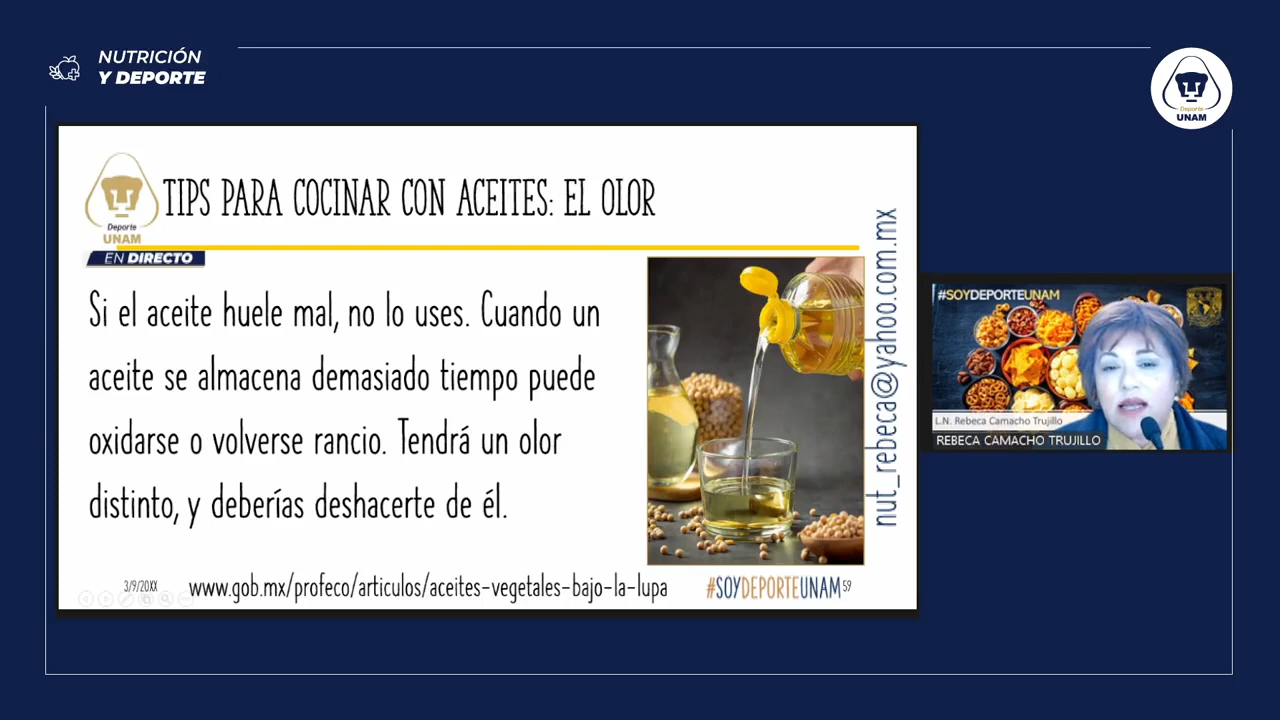 NUTRICIÓN
Y DEPORTE
Deporte
UNAM
Deporte
UNAM
EN DIRECTO
TIPS PARA COCINAR CON ACEITES: EL OLOR
Si el aceite huele mal, no lo uses. Cuando un
aceite se almacena demasiado tiempo puede
oxidarse o volverse rancio. Tendrá un olor
distinto, y deberías deshacerte de él.
nut_rebeca@yahoo.com.mx
3/9/20XX
www.gob.mx/profeco/articulos/aceites-vegetales-bajo-la-lupa
#SOYDEPORTEUNAM
59
#SOYDEPORTEUNAM
L.N. Rebeca Camacho Trujillo
REBECA CAMACHO TRUJILLO